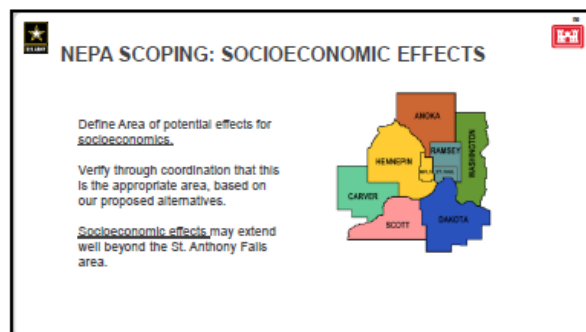 NEPA SCOPING: SOCIOECONOMIC EFFECTS
Define Area of potential effects for
socioeconomics.
Verify through coordination that this
is the appropriate area, based on
our proposed alternatives.
Socioeconomic effects may extend
well beyond the St. Anthony Falls
area.
ANOKA
HENNEPIN
RAMSEY
WASHINGTON
CARVER
SCOTT
DAKOTA